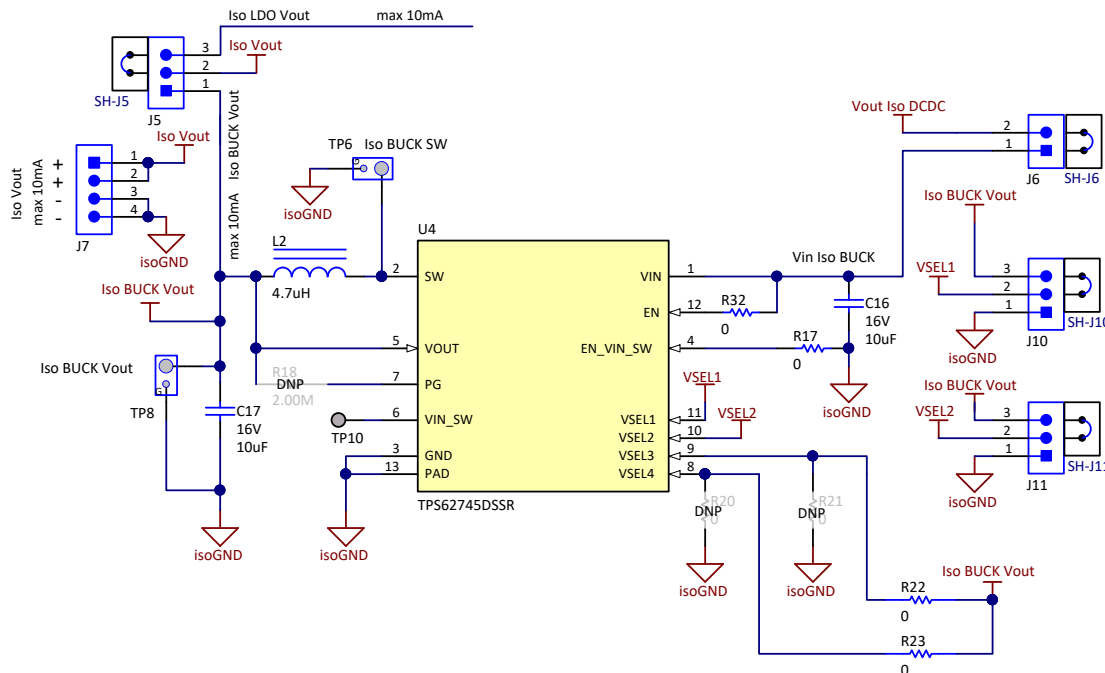 Iso LDO Vout max 10mA
3
2
1
Iso Vout
SH-J5
J5
Iso BUCK Vout
max 10mA
Iso Vout
max 10mA
+
+
-
-
1
2
3
4
Iso Vout
J7
isoGND
TP6 Iso BUCK SW
G
isoGND
L2
4.7uH
Iso BUCK Vout
Iso BUCK Vout
G
TP8
C17
16V
10uF
isoGND
R18
DNP
2.00M
TP10
isoGND
U4
2 SW
5 VOUT
7 PG
6 VIN_SW
3 GND
13 PAD
VIN 1
EN 12
EN_VIN_SW 4
VSEL1 11
VSEL2 10
VSEL3 9
VSEL4 8
TPS62745DSSR
Vin Iso BUCK
R32
0
R17
0
C16
16V
10uF
isoGND
VSEL1
VSEL2
R20
DNP
0
isoGND
R21
DNP
0
isoGND
Vout Iso DCDC
2
1
J6
SH-J6
Iso BUCK Vout
VSEL1
3
2
1
isoGND
J10
SH-J10
Iso BUCK Vout
VSEL2
3
2
1
isoGND
J11
SH-J11
Iso BUCK Vout
R22
0
R23
0